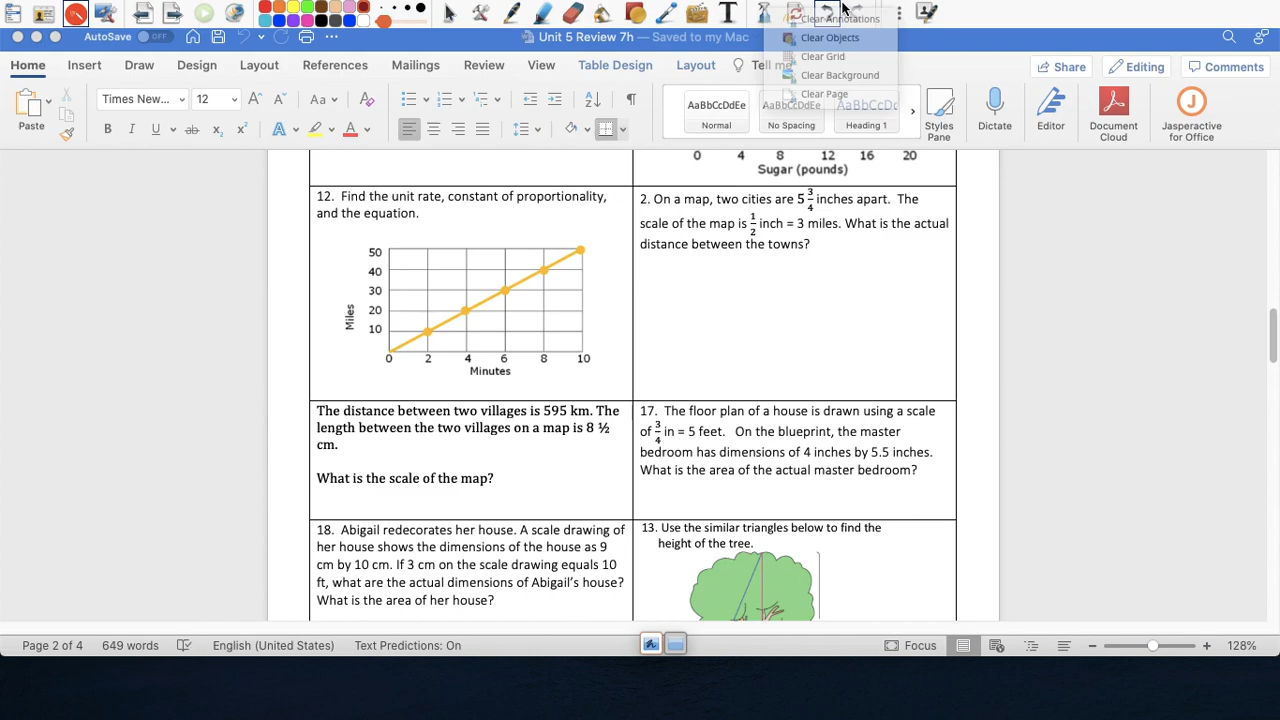 Clear Annotations
Clear Objects
Clear Grid
Clear Background
Clear Page
AutoSave OFF
Unit 5 Review 7h — Saved to my Mac
Home Insert Draw Design Layout References Mailings Review View Table Design Layout Tell me
Share Editing Comments
Paste
Times New... 12
AaBbCcDdEe AaBbCcDdEe AaBbCcDc
Normal No Spacing Heading 1
Styles Pane
Dictate
Editor
Document Cloud
Jasperactive for Office
0 4 8 12 16 20
Sugar (pounds)
12. Find the unit rate, constant of proportionality,
and the equation.
50
40
30
20
10
Miles
0 2 4 6 8 10
Minutes
2. On a map, two cities are 5 3/4 inches apart. The
scale of the map is 1/2 inch = 3 miles. What is the actual
distance between the towns?
The distance between two villages is 595 km. The
length between the two villages on a map is 8 ½
cm.
What is the scale of the map?
17. The floor plan of a house is drawn using a scale
of 3/4 in = 5 feet. On the blueprint, the master
bedroom has dimensions of 4 inches by 5.5 inches.
What is the area of the actual master bedroom?
18. Abigail redecorates her house. A scale drawing of
her house shows the dimensions of the house as 9
cm by 10 cm. If 3 cm on the scale drawing equals 10
ft, what are the actual dimensions of Abigail's house?
What is the area of her house?
13. Use the similar triangles below to find the
height of the tree.
Page 2 of 4 649 words English (United States) Text Predictions: On Focus 128%